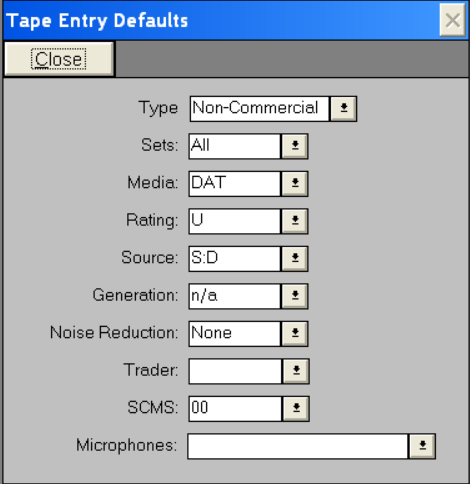 Tape Entry Defaults
Close
Type Non-Commercial
Sets: All
Media: DAT
Rating: U
Source: S:D
Generation: n/a
Noise Reduction: None
Trader:
SCMS: 00
Microphones: